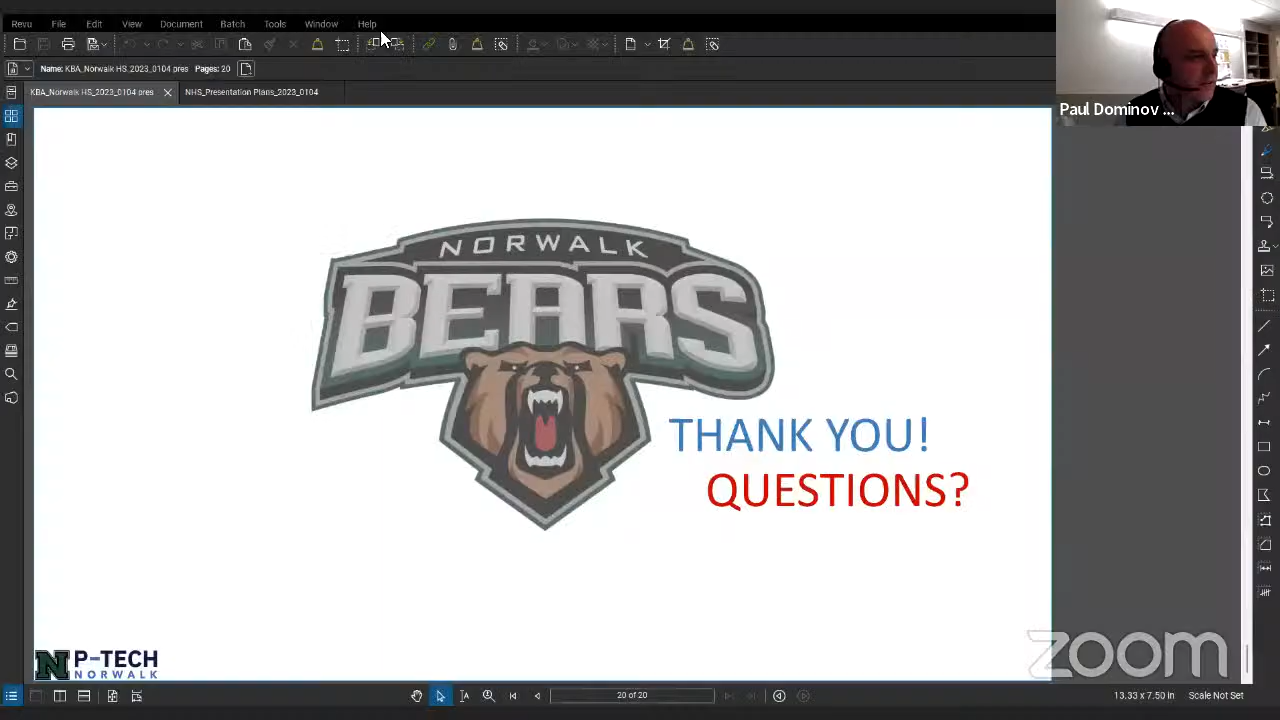 Revu File Edit View Document Batch Tools Window Help
Name: KBA_Norwalk HS_2023_0104 pres Pages: 20
KBA_Norwalk HS_2023_0104 pres NHS_Presentation Plans_2023_0104
Paul Dominov ...
NORWALK
BEARS
THANK YOU!
QUESTIONS?
N P-TECH
NORWALK
zoom
20 of 20
13.33 x 7.50 in Scale Not Set